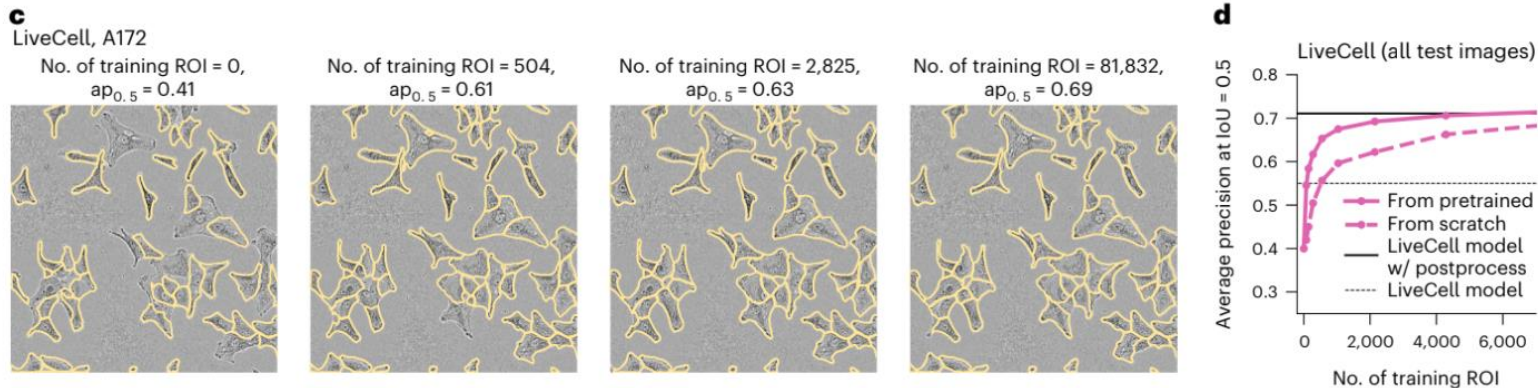 c
LiveCell, A172
No. of training ROI = 0,
ap0.5 = 0.41
No. of training ROI = 504,
ap0.5 = 0.61
No. of training ROI = 2,825,
ap0.5 = 0.63
No. of training ROI = 81,832,
ap0.5 = 0.69
d
LiveCell (all test images)
Average precision at IoU = 0.5
0.8
0.7
0.6
0.5
0.4
0.3
From pretrained
From scratch
LiveCell model
w/ postprocess
LiveCell model
0 2,000 4,000 6,000
No. of training ROI